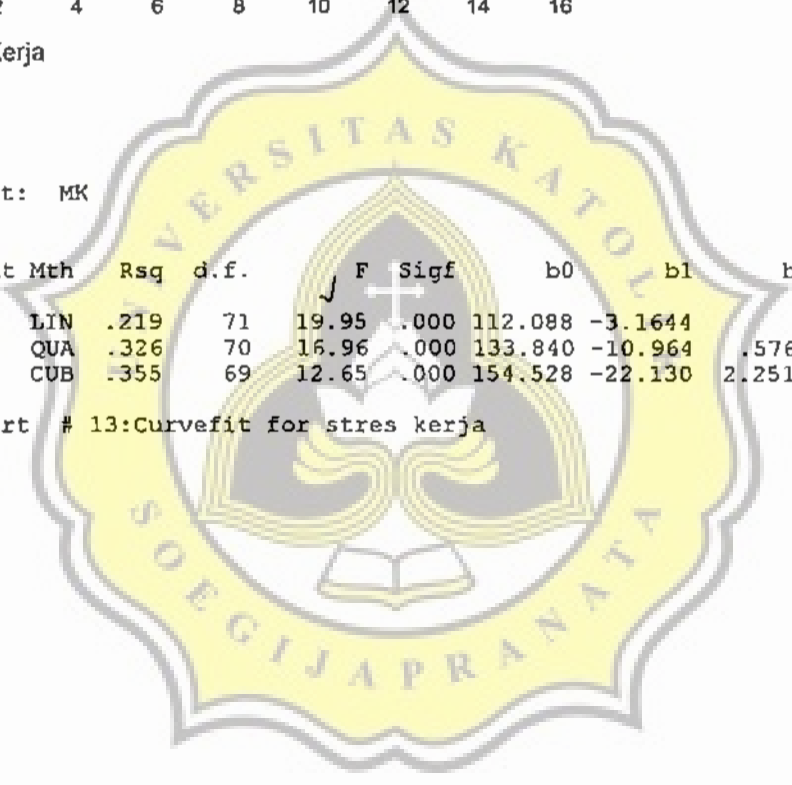 4 6 8 10 12 14 16
Kerja
UNIVERSITAS KATOLIK
t: MK
t Mth Rsq d.f. F Sigf b0 b1 b
LIN .219 71 19.95 .000 112.088 -3.1644
QUA .326 70 16.96 .000 133.840 -10.964 .576
CUB .355 69 12.65 .000 154.528 -22.130 2.251
rt # 13:Curvefit for stres kerja
SOEGIJAPRANATA